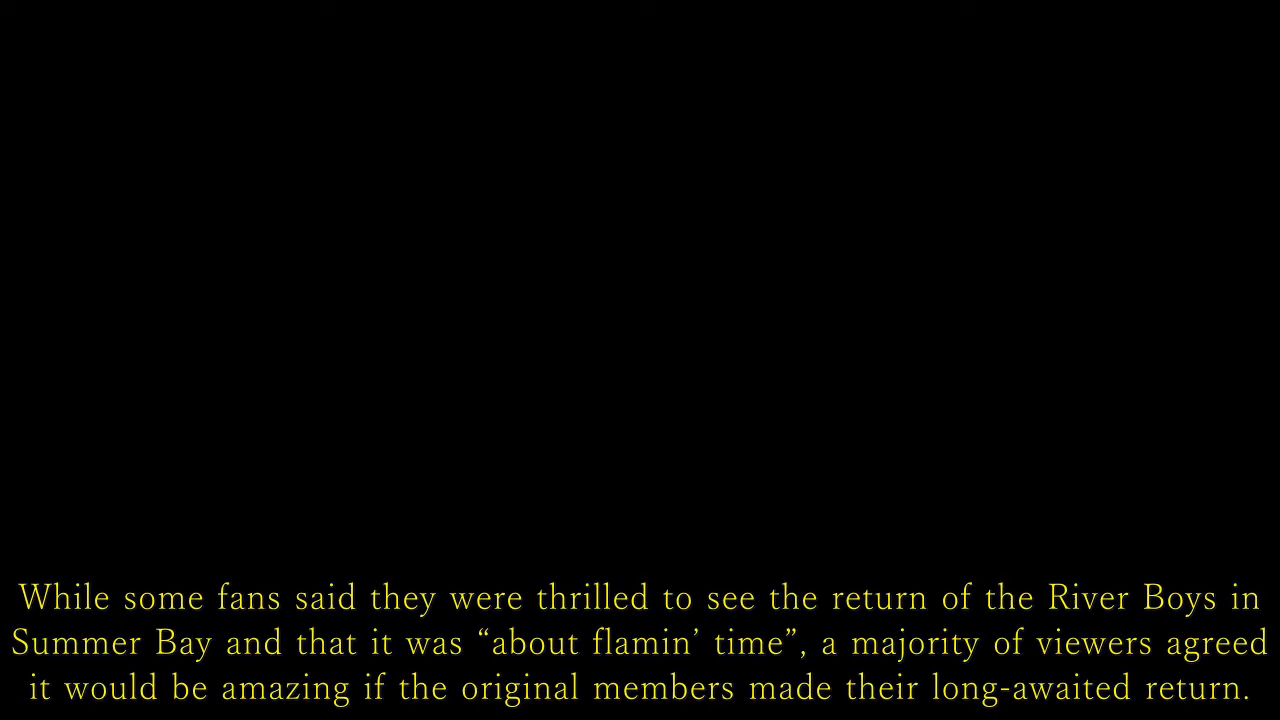 While some fans said they were thrilled to see the return of the River Boys in
Summer Bay and that it was “about flamin’ time”, a majority of viewers agreed
it would be amazing if the original members made their long-awaited return.